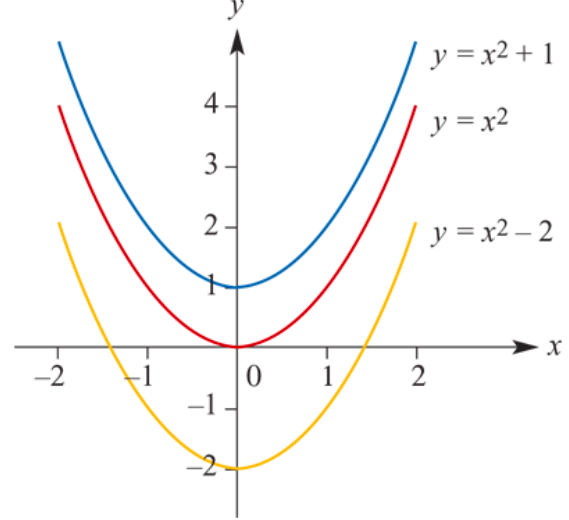 y
y = x² + 1
4
y = x²
3
2
y = x² – 2
1
x
–2
–1
0
1
2
–1
–2